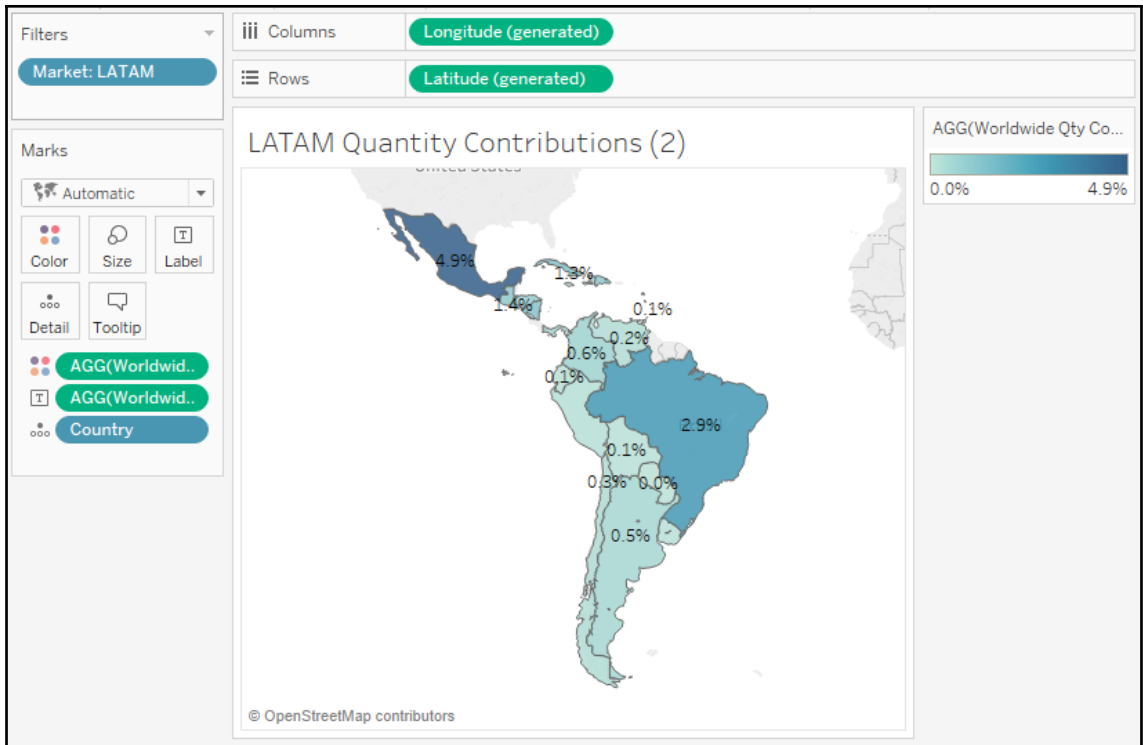 Filters
Market: LATAM
Columns
Longitude (generated)
Rows
Latitude (generated)
Marks
Automatic
Color
Size
T
Label
Detail
Tooltip
AGG(Worldwid..
T
AGG(Worldwid..
Country
LATAM Quantity Contributions (2)
United States
4.9%
1.3%
1.4%
0.1%
0.2%
0.6%
0.1%
2.9%
0.1%
0.3%
0.0%
0.5%
© OpenStreetMap contributors
AGG(Worldwide Qty Co...
0.0%
4.9%